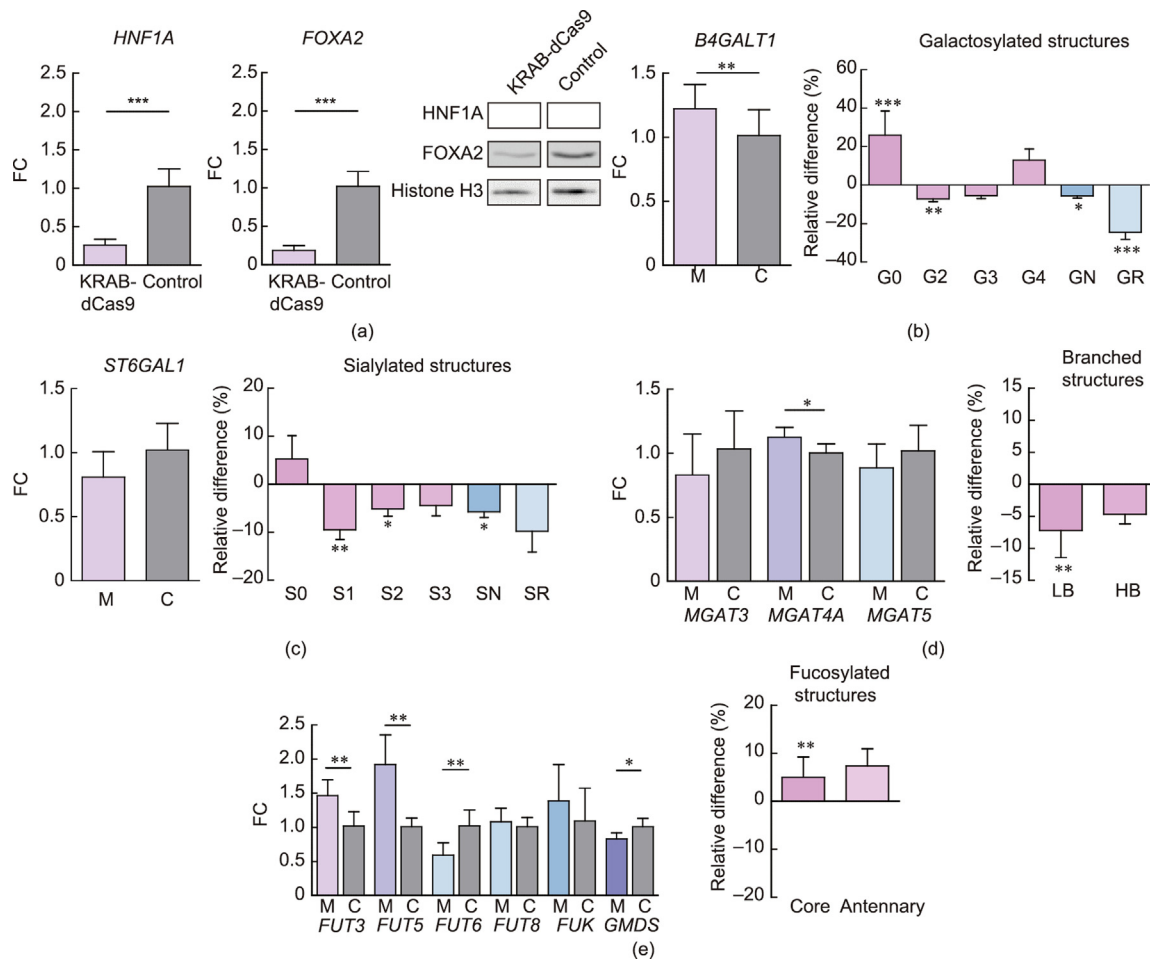 HNF1A
FC
2.5
2.0
1.5
1.0
0.5
0
***
KRAB-
dCas9
Control
FOXA2
FC
2.5
2.0
1.5
1.0
0.5
0
***
KRAB-
dCas9
Control
KRAB-dCas9
Control
HNF1A
FOXA2
Histone H3
(a)
B4GALT1
FC
1.5
1.0
0.5
0
**
M C
Galactosylated structures
Relative difference (%)
60
40
20
0
−20
−40
***
**
*
***
G0 G2 G3 G4 GN GR
(b)
ST6GAL1
FC
1.5
1.0
0.5
0
M C
Sialylated structures
Relative difference (%)
20
10
0
−10
−20
**
*
*
S0 S1 S2 S3 SN SR
(c)
FC
1.5
1.0
0.5
0
*
M C M C M C
MGAT3 MGAT4A MGAT5
Branched
structures
Relative difference (%)
15
10
5
0
−5
−10
−15
**
LB HB
(d)
FC
2.5
2.0
1.5
1.0
0.5
0
**
**
**
*
M C M C M C M C M C M C
FUT3 FUT5 FUT6 FUT8 FUK GMDS
Fucosylated
structures
Relative difference (%)
20
10
0
−10
−20
**
Core Antennary
(e)